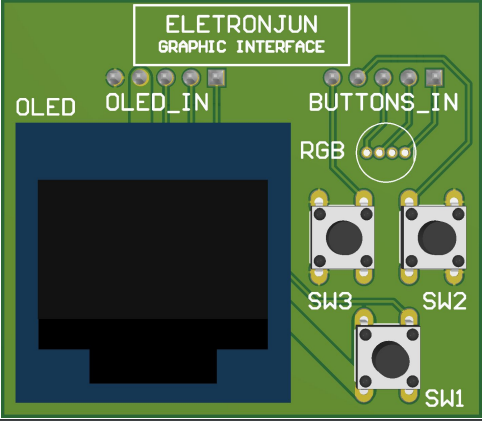 ELETRONJUN
GRAPHIC INTERFACE
OLED
OLED_IN
BUTTONS_IN
RGB
SW3
SW2
SW1